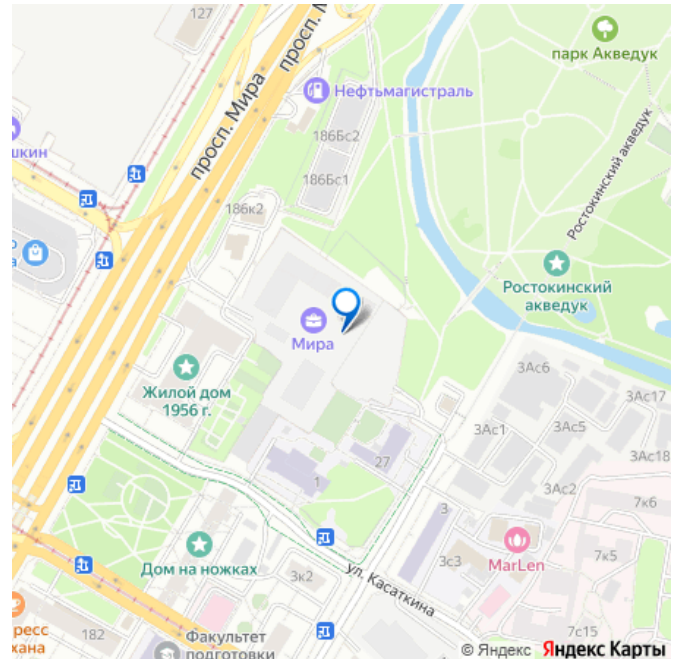 127
просп. Мира
просп. М
парк Акведук
Нефтьмагистраль
186Бс2
шкин
186Бс1
Ростокинский акведук
186к2
Ростокинский
акведук
Мира
Жилой дом
1956 г.
3Ас6
3Ас17
3Ас1
3Ас5
3Ас18
27
1
3Ас2
7к6
3
Дом на ножках
3к2
ул. Касаткина
3с3
MarLen
7к5
ресс
хана
182
Факультет
подготовки
7с15
© Яндекс Яндекс Карты